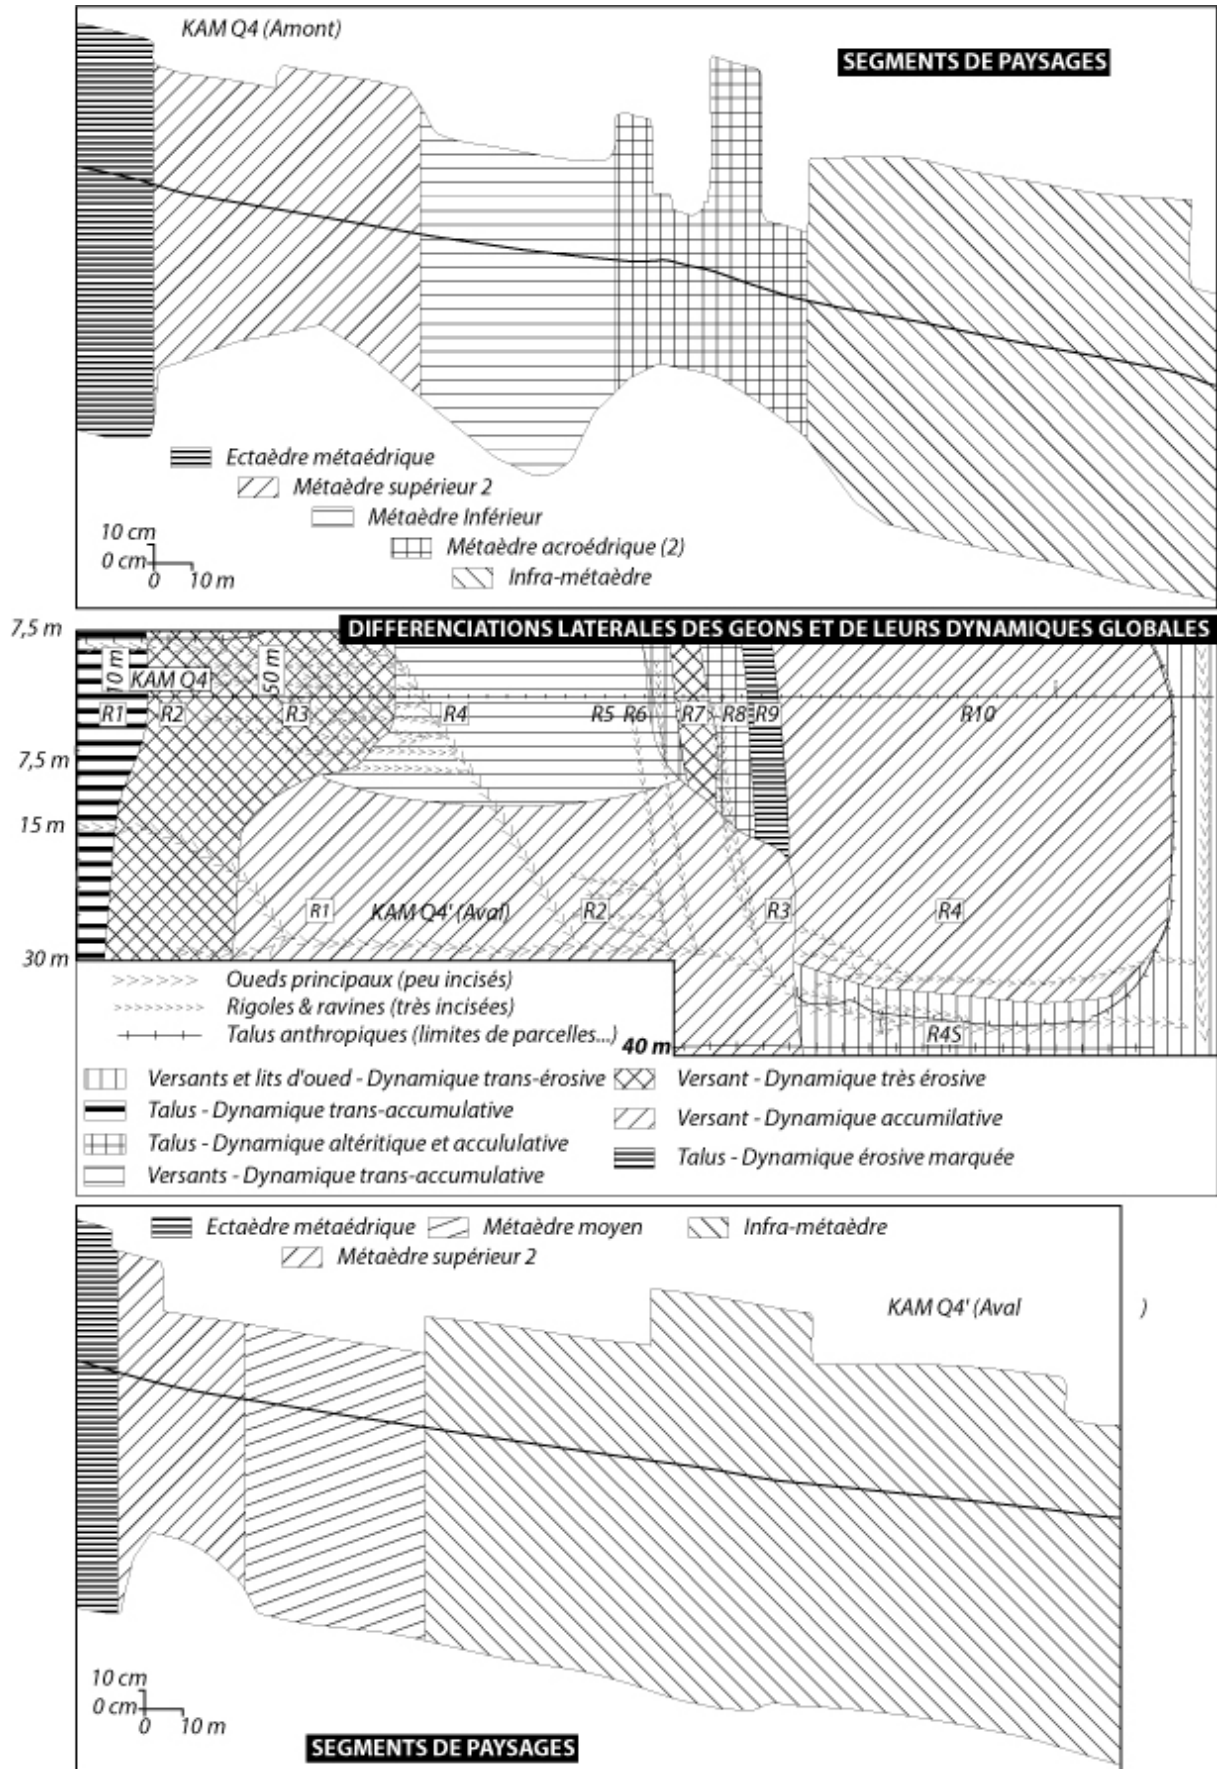 KAM Q4 (Amont)
SEGMENTS DE PAYSAGES
Ectaèdre métaédrique
Métaèdre supérieur 2
Métaèdre Inférieur
Métaèdre acroédrique (2)
Infra-métaèdre
10 cm
0 cm
0 10 m
DIFFERENCIATIONS LATERALES DES GEONS ET DE LEURS DYNAMIQUES GLOBALES
7,5 m
10 m
KAM Q4
50 m
R1 R2 R3 R4 R5 R6 R7 R8 R9 R10
7,5 m
15 m
R1 KAM Q4' (Aval) R2 R3 R4
30 m
Oueds principaux (peu incisés)
Rigoles & ravines (très incisées)
Talus anthropiques (limites de parcelles...)
40 m
R4S
Versants et lits d'oued - Dynamique trans-érosive
Versant - Dynamique très érosive
Talus - Dynamique trans-accumulative
Versant - Dynamique accumilative
Talus - Dynamique altéritique et accululative
Talus - Dynamique érosive marquée
Versants - Dynamique trans-accumulative
Ectaèdre métaédrique
Métaèdre moyen
Infra-métaèdre
Métaèdre supérieur 2
KAM Q4' (Aval )
10 cm
0 cm
0 10 m
SEGMENTS DE PAYSAGES